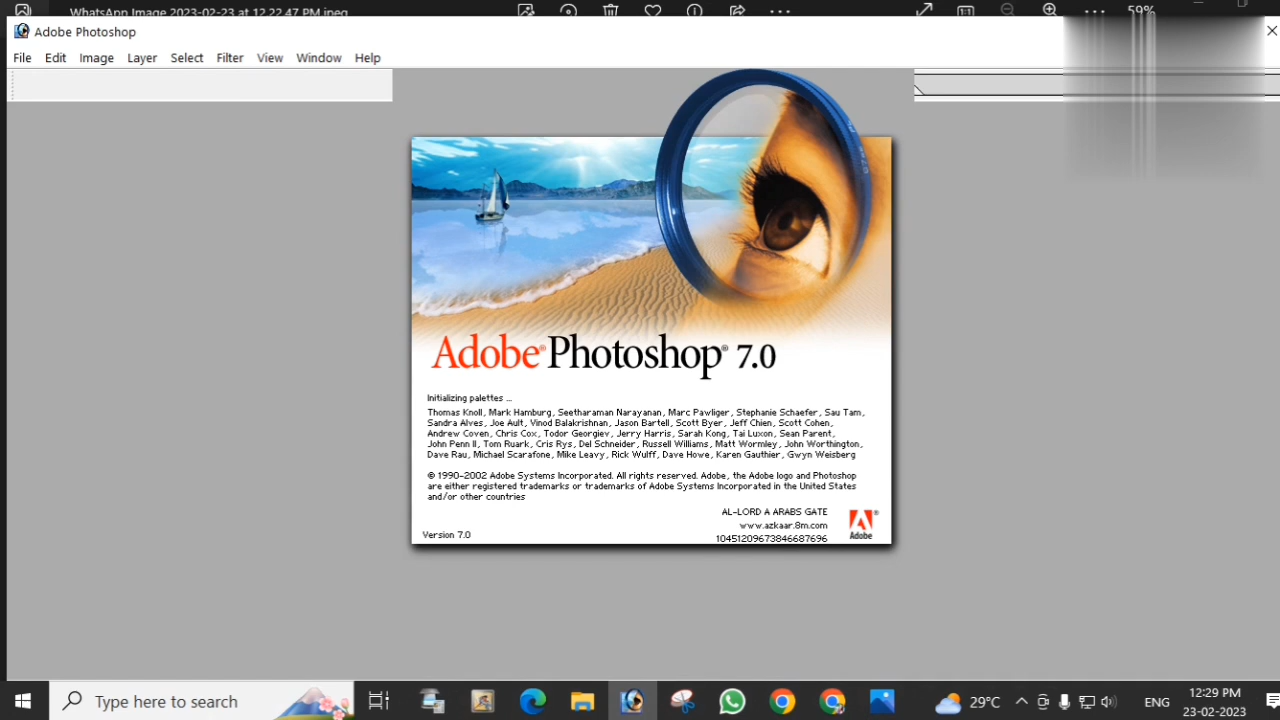 WhatsApp Image 2023-02-23 at 12.22.47 PM.jpeg
59%
Adobe Photoshop
File Edit Image Layer Select Filter View Window Help
Adobe® Photoshop® 7.0
Initializing palettes ...
Thomas Knoll, Mark Hamburg, Seetharaman Narayanan, Marc Pawliger, Stephanie Schaefer, Sau Tam,
Sandra Alves, Joe Ault, Vinod Balakrishnan, Jason Bartell, Scott Byer, Jeff Chien, Scott Cohen,
Andrew Coven, Chris Cox, Todor Georgiev, Jerry Harris, Sarah Kong, Tai Luxon, Sean Parent,
John Penn II, Tom Ruark, Cris Rys, Del Schneider, Russell Williams, Matt Wormley, John Worthington,
Dave Rau, Michael Scarafone, Mike Leavy, Rick Wulff, Dave Howe, Karen Gauthier, Gwyn Weisberg
© 1990-2002 Adobe Systems Incorporated. All rights reserved. Adobe, the Adobe logo and Photoshop
are either registered trademarks or trademarks of Adobe Systems Incorporated in the United States
and/or other countries
AL-LORD A ARABS GATE
www.azkaar.8m.com
10451209673846687696
Version 7.0
Adobe
Type here to search
29°C
ENG
12:29 PM
23-02-2023